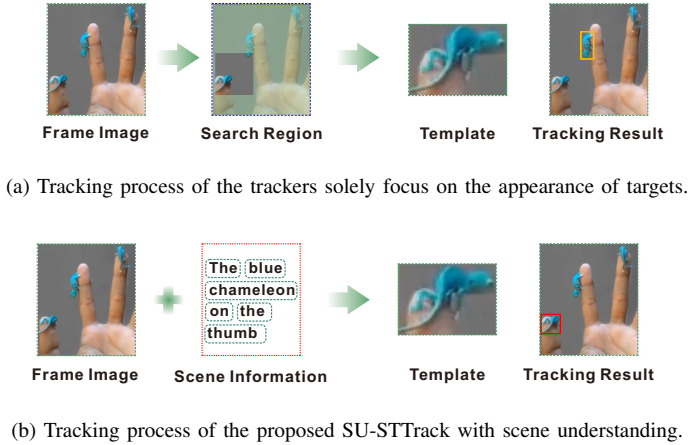 Frame Image Search Region Template Tracking Result
(a) Tracking process of the trackers solely focus on the appearance of targets.
The blue
chameleon
on the
thumb
Frame Image Scene Information Template Tracking Result
(b) Tracking process of the proposed SU-STTrack with scene understanding.